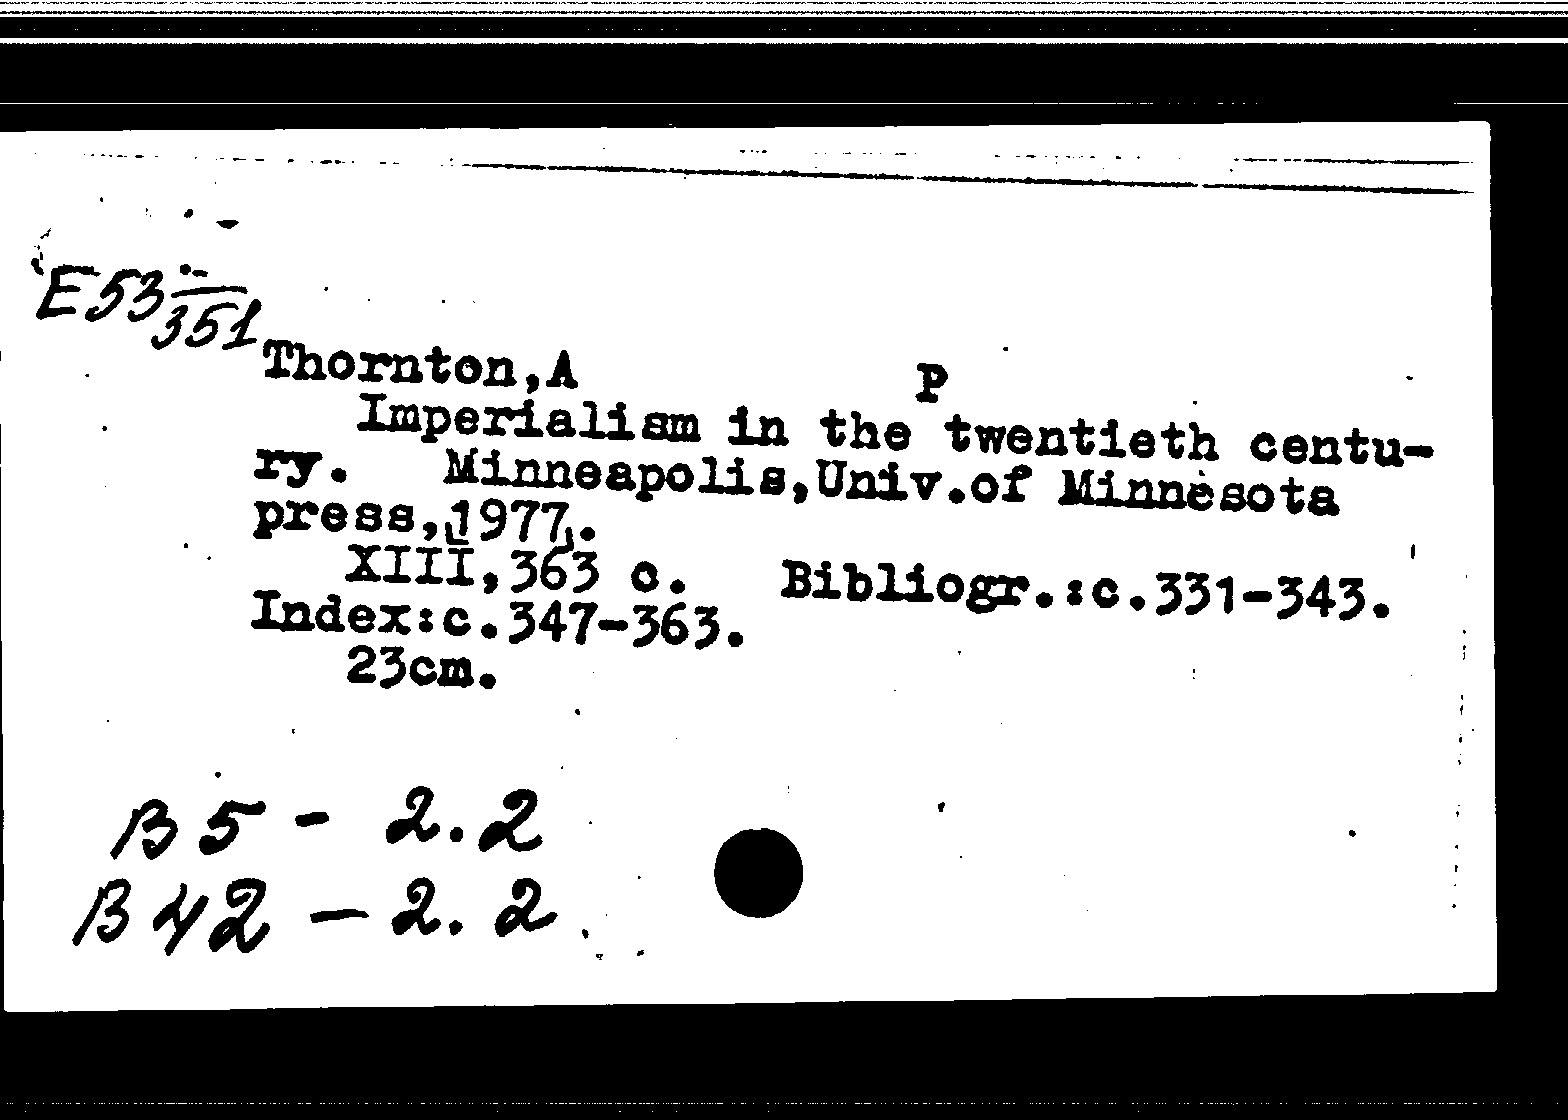 E53-
351
Thornton,A P
Imperialism in the twentieth centu-
ry. Minneapolis,Univ.of Minnesota
press,[1977].
XIII,363 c. Bibliogr.:c.331-343.
Index:c.347-363.
23cm.
B5 - 2.2
B42 - 2.2